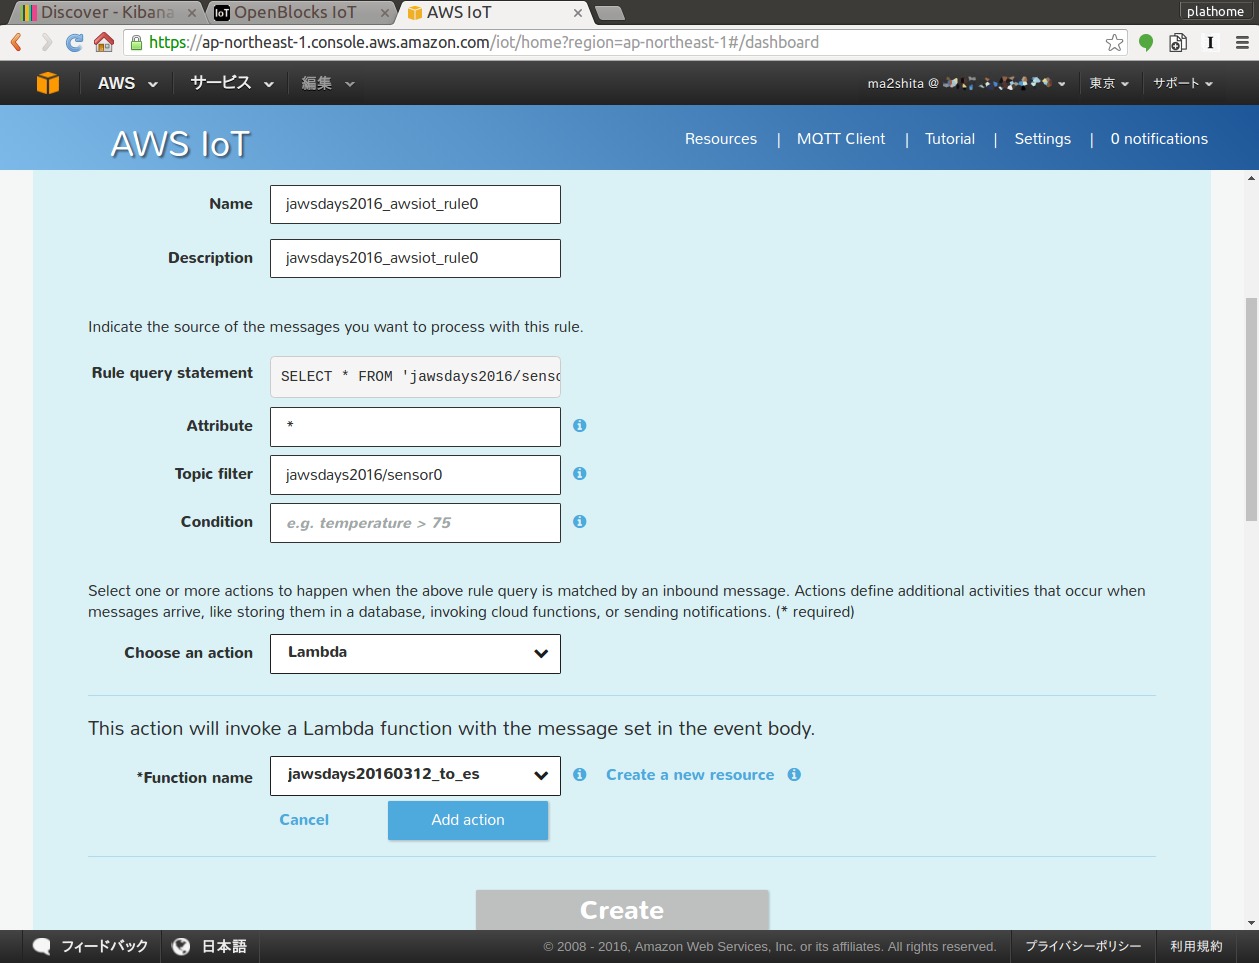 plathome
Discover - Kibana
IoT OpenBlocks IoT
AWS IoT
https://ap-northeast-1.console.aws.amazon.com/iot/home?region=ap-northeast-1#/dashboard
AWS サービス 編集 ma2shita @ 東京 サポート
AWS IoT
Resources | MQTT Client | Tutorial | Settings | 0 notifications
Name jawsdays2016_awsiot_rule0
Description jawsdays2016_awsiot_rule0
Indicate the source of the messages you want to process with this rule.
Rule query statement SELECT * FROM 'jawsdays2016/senso
Attribute *
Topic filter jawsdays2016/sensor0
Condition e.g. temperature > 75
Select one or more actions to happen when the above rule query is matched by an inbound message. Actions define additional activities that occur when
messages arrive, like storing them in a database, invoking cloud functions, or sending notifications. (* required)
Choose an action Lambda
This action will invoke a Lambda function with the message set in the event body.
*Function name jawsdays20160312_to_es Create a new resource
Cancel Add action
Create
フィードバック 日本語 © 2008 - 2016, Amazon Web Services, Inc. or its affiliates. All rights reserved. プライバシーポリシー 利用規約